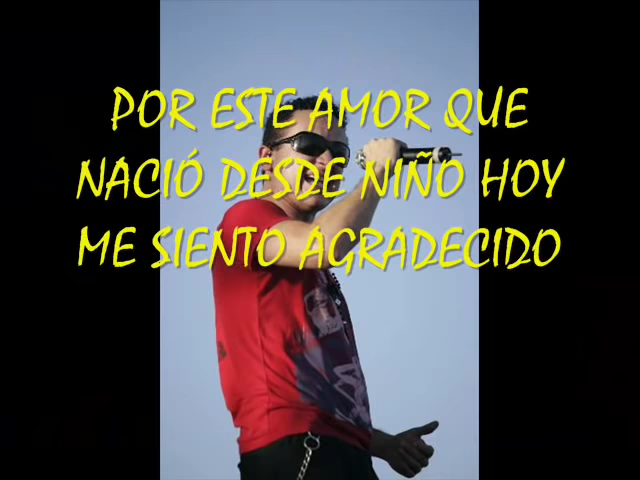 POR ESTE AMOR QUE
NACIÓ DESDE NIÑO HOY
ME SIENTO AGRADECIDO